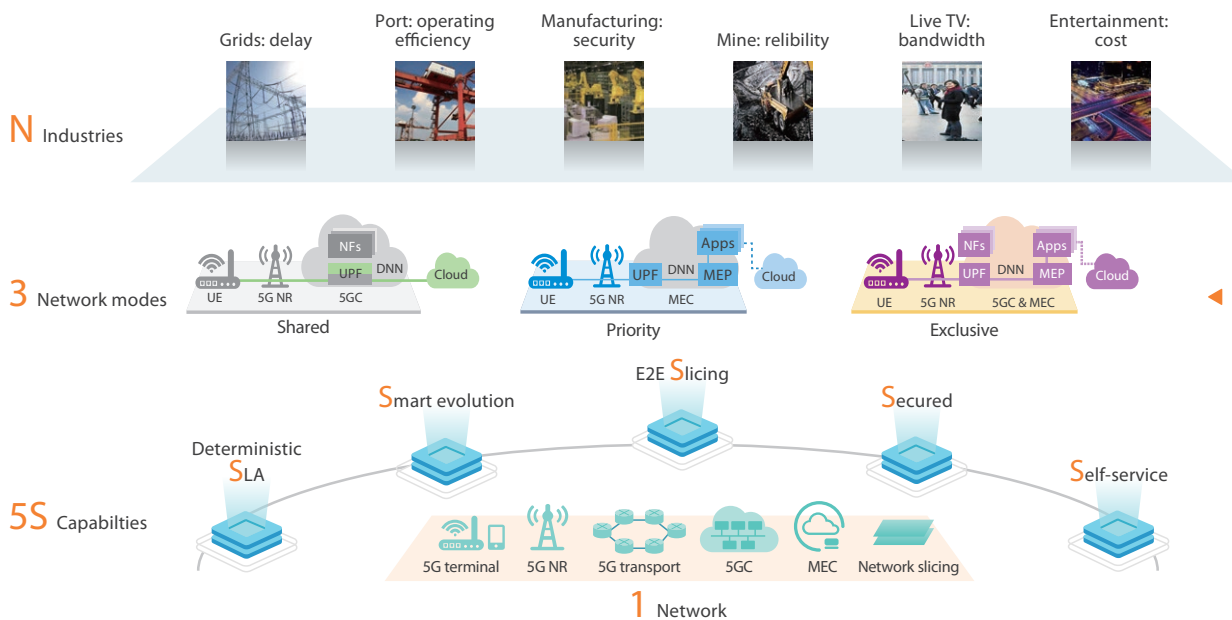 Grids: delay
Port: operating
efficiency
Manufacturing:
security
Mine: relibility
Live TV:
bandwidth
Entertainment:
cost
N Industries
NFs
UPF
DNN
Cloud
UE
5G NR
5GC
Shared
Apps
UPF
DNN
MEP
Cloud
UE
5G NR
MEC
Priority
NFs
Apps
UPF
DNN
MEP
Cloud
UE
5G NR
5GC & MEC
Exclusive
3 Network modes
E2E Slicing
Smart evolution
Secured
Deterministic
SLA
Self-service
5S Capabilties
5G terminal
5G NR
5G transport
5GC
MEC
Network slicing
1 Network